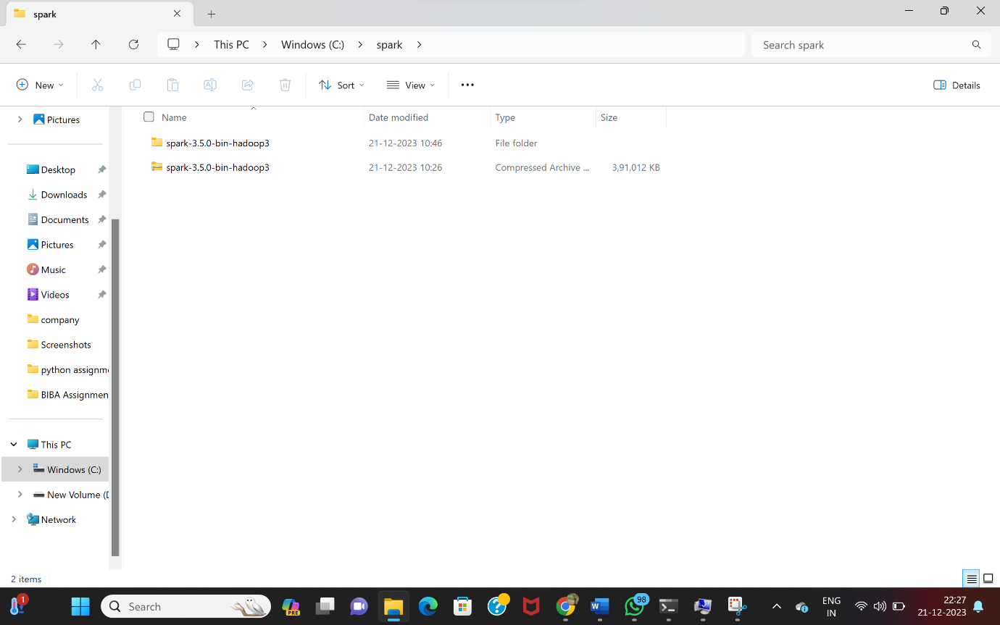 spark
This PC > Windows (C:) > spark >
Search spark
New
Sort
View
Details
Name Date modified Type Size
spark-3.5.0-bin-hadoop3 21-12-2023 10:46 File folder
spark-3.5.0-bin-hadoop3 21-12-2023 10:26 Compressed Archive ... 3,91,012 KB
Pictures
Desktop
Downloads
Documents
Pictures
Music
Videos
company
Screenshots
python assignm
BIBA Assignmen
This PC
Windows (C:)
New Volume (D
Network
2 items
1
Search
PRE
98
ENG
IN
22:27
21-12-2023